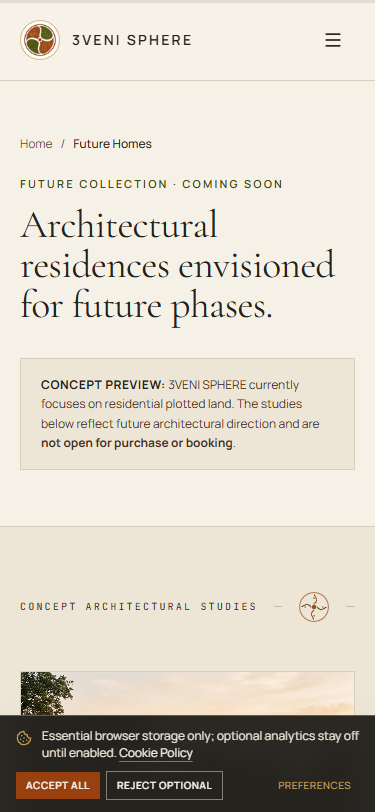 3VENI SPHERE
Home / Future Homes
FUTURE COLLECTION · COMING SOON
Architectural
residences envisioned
for future phases.
CONCEPT PREVIEW: 3VENI SPHERE currently
focuses on residential plotted land. The studies
below reflect future architectural direction and are
not open for purchase or booking.
CONCEPT ARCHITECTURAL STUDIES
Essential browser storage only; optional analytics stay off
until enabled. Cookie Policy
ACCEPT ALL REJECT OPTIONAL PREFERENCES